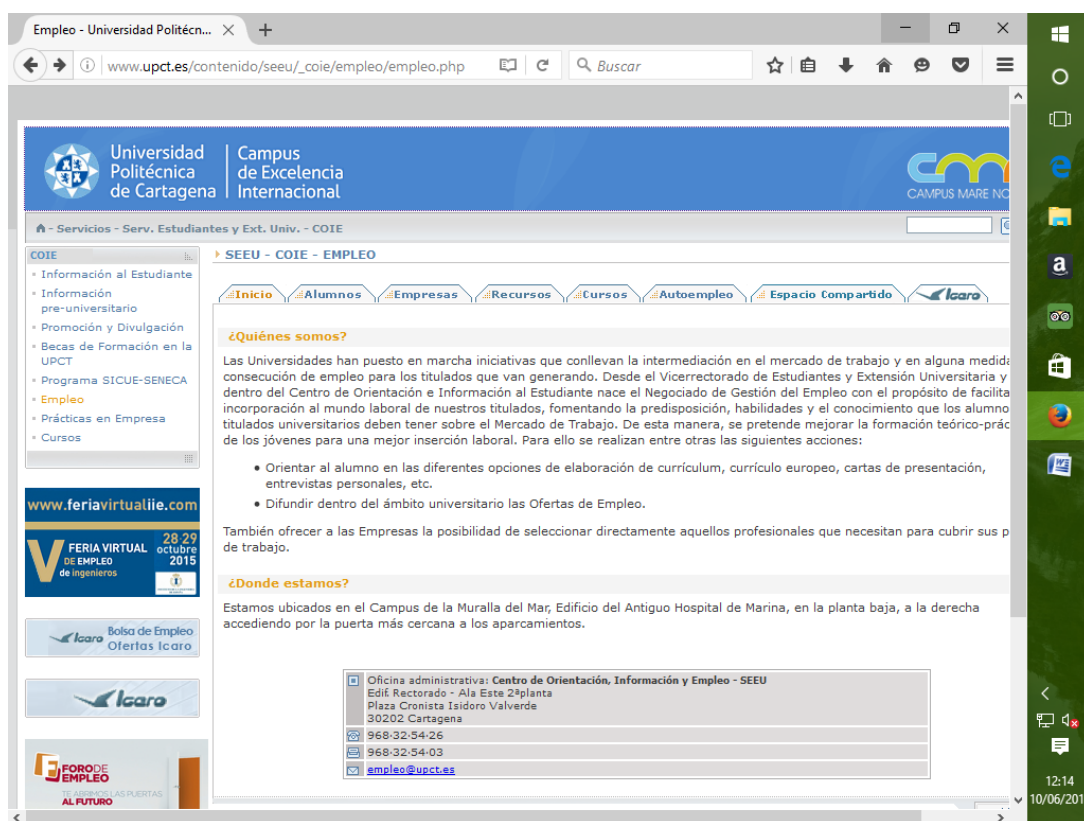 Empleo - Universidad Politécn...
www.upct.es/contenido/seeu/_coie/empleo/empleo.php
Buscar
Universidad
Politécnica
de Cartagena
Campus
de Excelencia
Internacional
CAMPUS MARE NO
- Servicios - Serv. Estudiantes y Ext. Univ. - COIE
COIE
Información al Estudiante
Información
pre-universitario
Promoción y Divulgación
Becas de Formación en la
UPCT
Programa SICUE-SENECA
Empleo
Prácticas en Empresa
Cursos
www.feriavirtualiie.com
V FERIA VIRTUAL
DE EMPLEO
de ingenieros
28-29
octubre
2015
Icaro Bolsa de Empleo
Ofertas Icaro
Icaro
FORODE
EMPLEO
TE ABRIMOS LAS PUERTAS
AL FUTURO
SEEU - COIE - EMPLEO
Inicio Alumnos Empresas Recursos Cursos Autoempleo Espacio Compartido Icaro
¿Quiénes somos?
Las Universidades han puesto en marcha iniciativas que conllevan la intermediación en el mercado de trabajo y en alguna medida
consecución de empleo para los titulados que van generando. Desde el Vicerrectorado de Estudiantes y Extensión Universitaria y
dentro del Centro de Orientación e Información al Estudiante nace el Negociado de Gestión del Empleo con el propósito de facilita
incorporación al mundo laboral de nuestros titulados, fomentando la predisposición, habilidades y el conocimiento que los alumno
titulados universitarios deben tener sobre el Mercado de Trabajo. De esta manera, se pretende mejorar la formación teórico-prác
de los jóvenes para una mejor inserción laboral. Para ello se realizan entre otras las siguientes acciones:
Orientar al alumno en las diferentes opciones de elaboración de currículum, currículo europeo, cartas de presentación,
entrevistas personales, etc.
Difundir dentro del ámbito universitario las Ofertas de Empleo.
También ofrecer a las Empresas la posibilidad de seleccionar directamente aquellos profesionales que necesitan para cubrir sus p
de trabajo.
¿Donde estamos?
Estamos ubicados en el Campus de la Muralla del Mar, Edificio del Antiguo Hospital de Marina, en la planta baja, a la derecha
accediendo por la puerta más cercana a los aparcamientos.
Oficina administrativa: Centro de Orientación, Información y Empleo - SEEU
Edif. Rectorado - Ala Este 2ªplanta
Plaza Cronista Isidoro Valverde
30202 Cartagena
968-32-54-26
968-32-54-03
empleo@upct.es
12:14
10/06/201